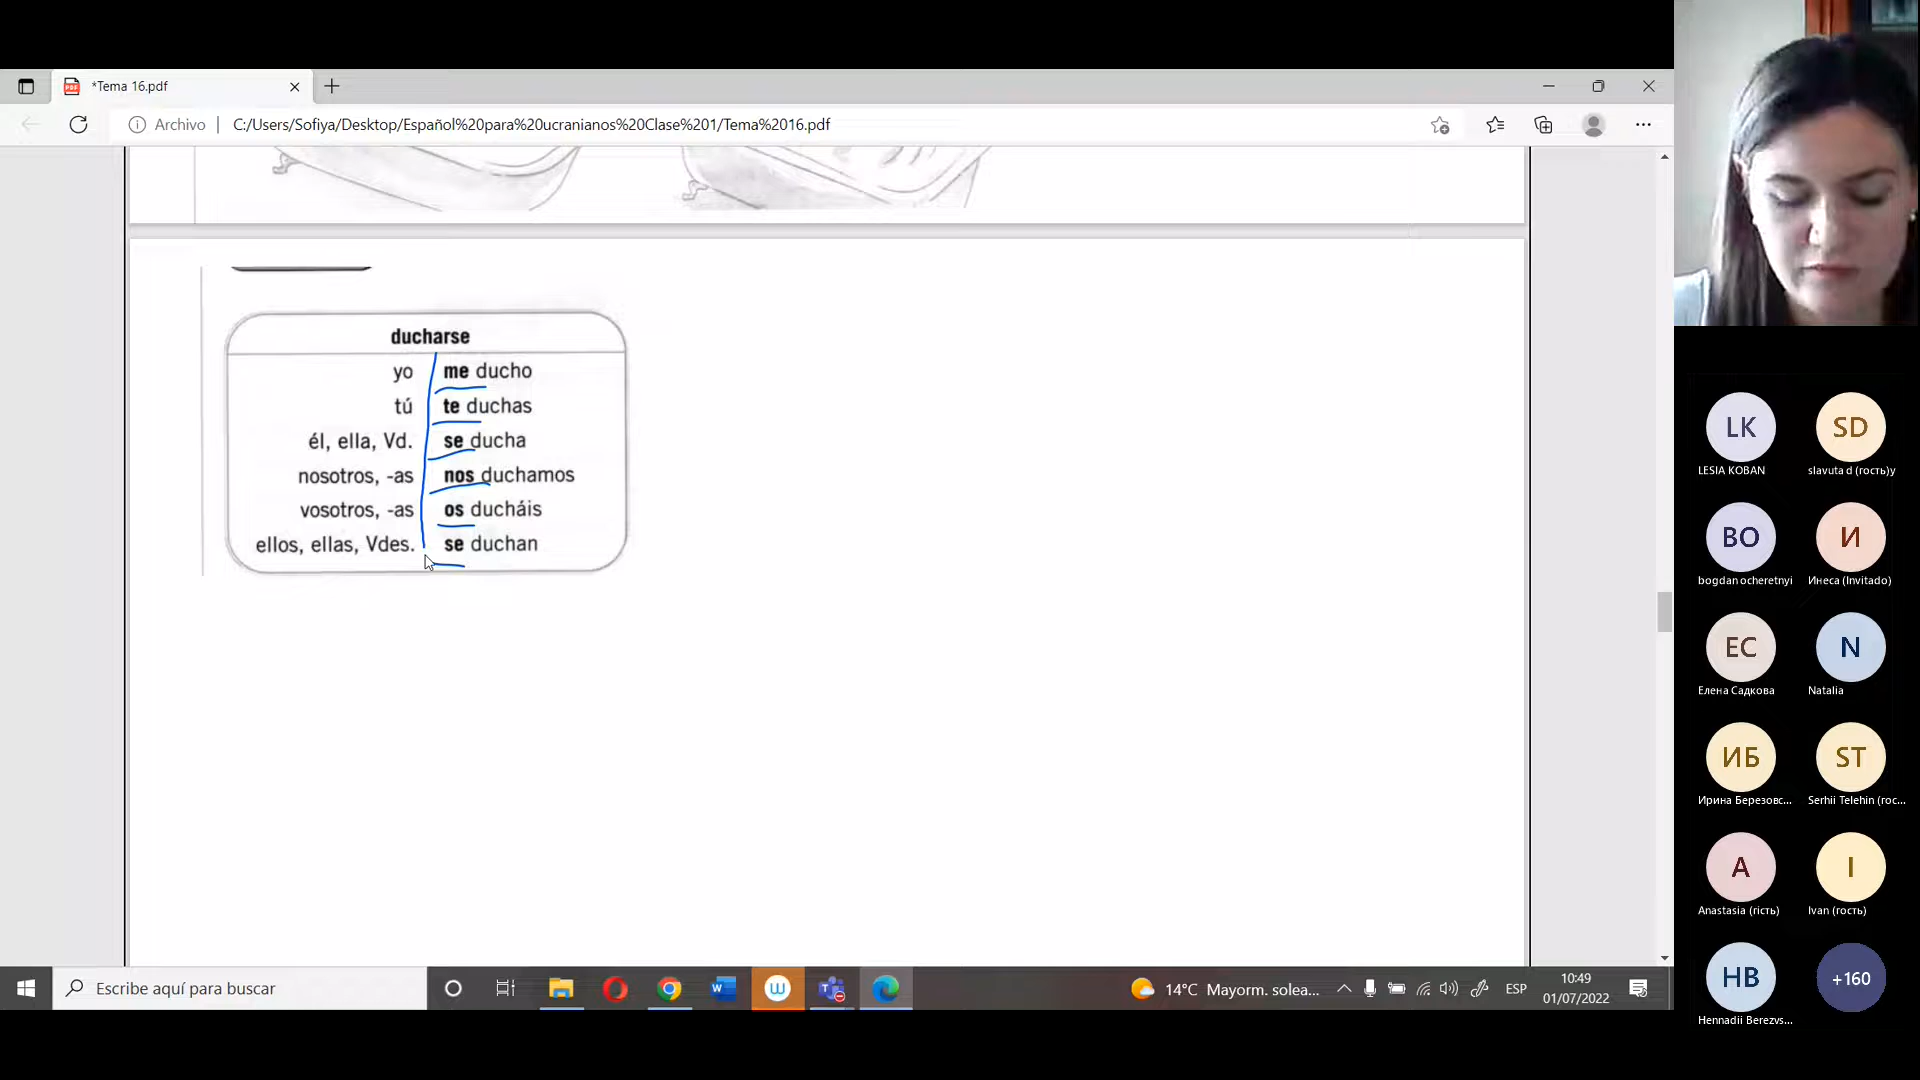 *Tema 16.pdf
Archivo | C:/Users/Sofiya/Desktop/Español%20para%20ucranianos%20Clase%201/Tema%2016.pdf
ducharse
yo me ducho
tú te duchas
él, ella, Vd. se ducha
nosotros, -as nos duchamos
vosotros, -as os ducháis
ellos, ellas, Vdes. se duchan
LK
LESIA KOBAN
SD
slavuta d (гость)y
BO
bogdan ocheretnyi
И
Инеса (Invitado)
ЕС
Елена Садкова
N
Natalia
ИБ
Ирина Березовс...
ST
Serhii Telehin (гос...
A
Anastasia (гість)
I
Ivan (гость)
HB
Hennadii Berezvs...
+160
Escribe aquí para buscar
14°C Mayorm. solea...
ESP
10:49
01/07/2022